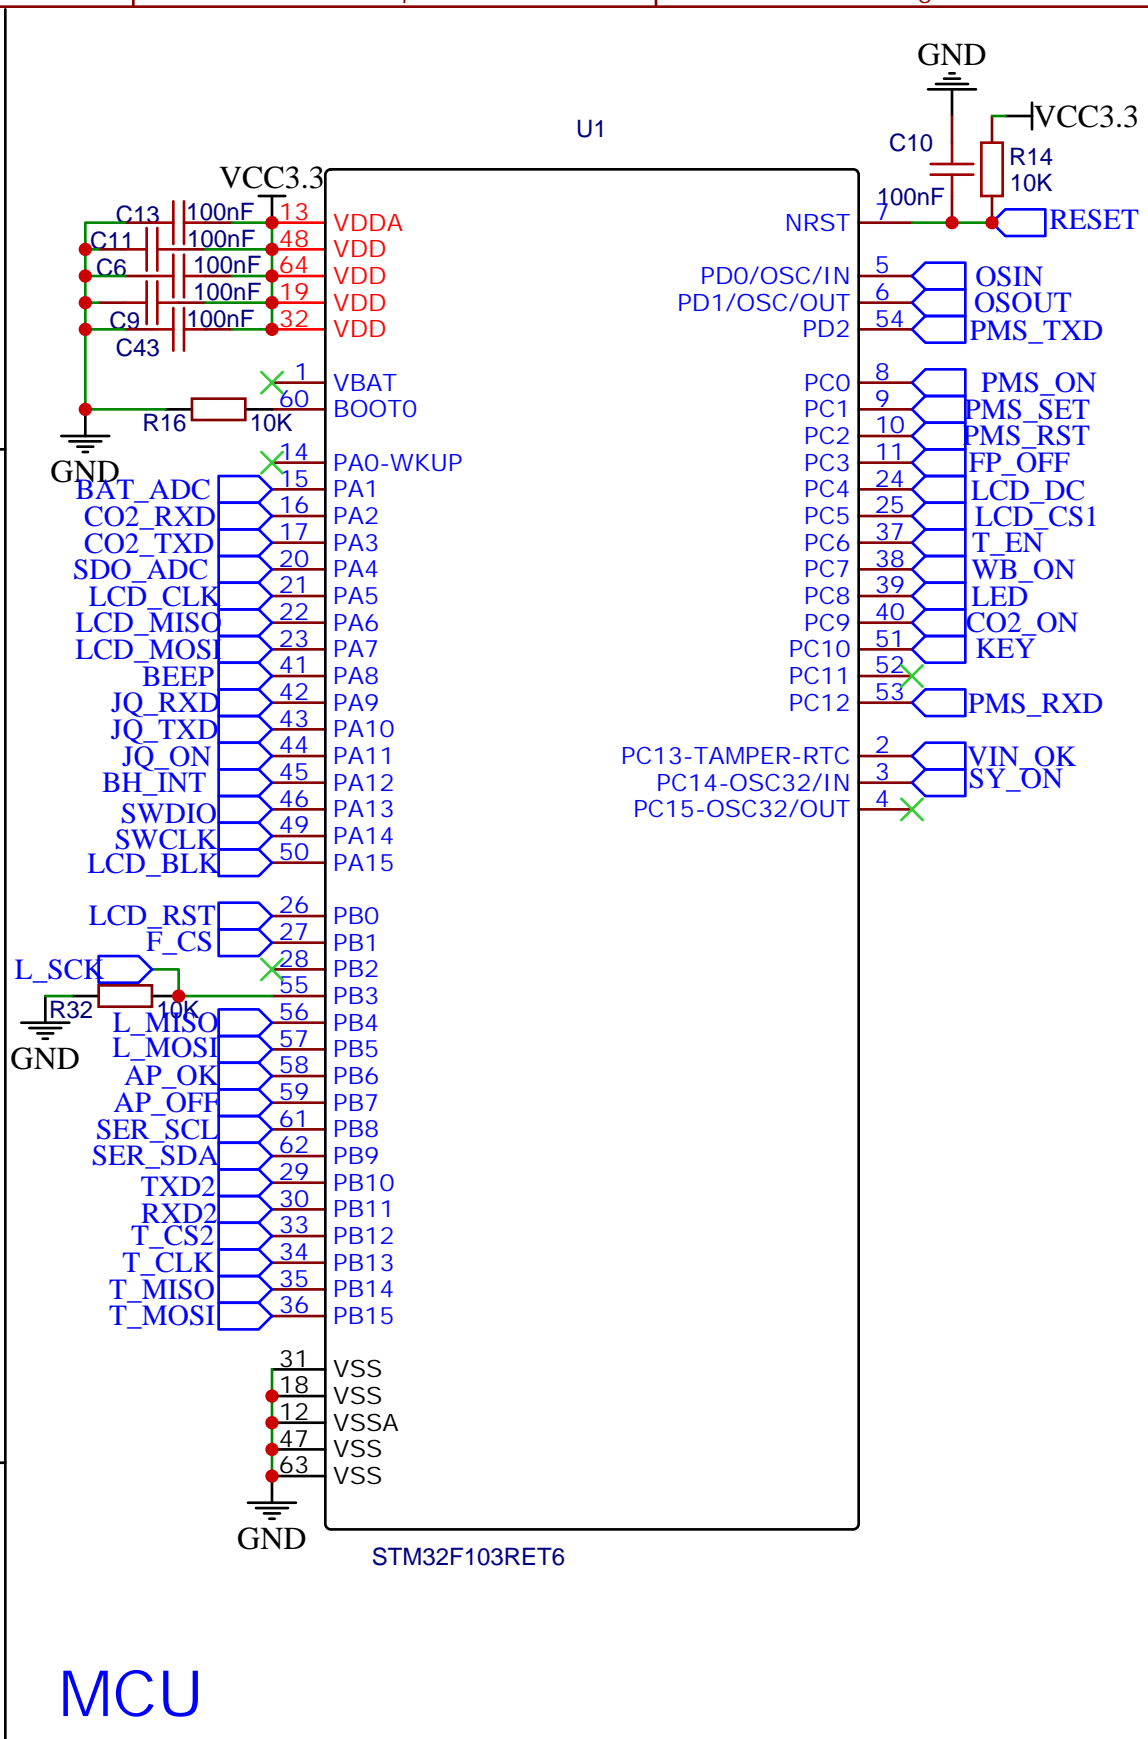 GND
VCC3.3
U1
C10
R14
10K
100nF
VCC3.3
C13 100nF 13 VDDA
C11 100nF 48 VDD
C6 100nF 64 VDD
100nF 19 VDD
C9 100nF 32 VDD
C43
1 VBAT
60 BOOT0
R16 10K
GND
14 PA0-WKUP
BAT_ADC 15 PA1
CO2_RXD 16 PA2
CO2_TXD 17 PA3
SDO_ADC 20 PA4
LCD_CLK 21 PA5
LCD_MISO 22 PA6
LCD_MOSI 23 PA7
BEEP 41 PA8
JQ_RXD 42 PA9
JQ_TXD 43 PA10
JQ_ON 44 PA11
BH_INT 45 PA12
SWDIO 46 PA13
SWCLK 49 PA14
LCD_BLK 50 PA15
LCD_RST 26 PB0
F_CS 27 PB1
28 PB2
L_SCK
55 PB3
R32 10K
GND
L_MISO 56 PB4
L_MOSI 57 PB5
AP_OK 58 PB6
AP_OFF 59 PB7
SER_SCL 61 PB8
SER_SDA 62 PB9
TXD2 29 PB10
RXD2 30 PB11
T_CS2 33 PB12
T_CLK 34 PB13
T_MISO 35 PB14
T_MOSI 36 PB15
31 VSS
18 VSS
12 VSSA
47 VSS
63 VSS
GND
NRST 7 RESET
PD0/OSC/IN 5 OSIN
PD1/OSC/OUT 6 OSOUT
PD2 54 PMS_TXD
PC0 8 PMS_ON
PC1 9 PMS_SET
PC2 10 PMS_RST
PC3 11 FP_OFF
PC4 24 LCD_DC
PC5 25 LCD_CS1
PC6 37 T_EN
PC7 38 WB_ON
PC8 39 LED
PC9 40 CO2_ON
PC10 51 KEY
PC11 52
PC12 53 PMS_RXD
PC13-TAMPER-RTC 2 VIN_OK
PC14-OSC32/IN 3 SY_ON
PC15-OSC32/OUT 4
STM32F103RET6
MCU